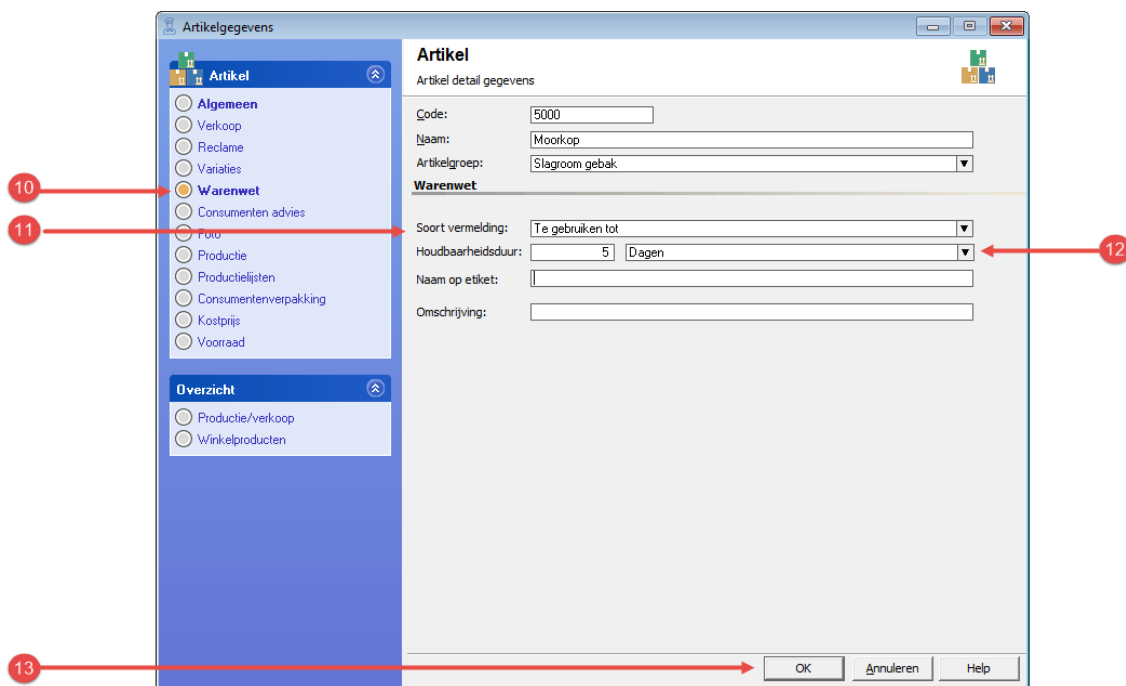 Artikelgegevens
Artikel
Algemeen
Verkoop
Reclame
Variaties
10
Warenwet
Consumenten advies
11
Foto
Productie
Productielijsten
Consumentenverpakking
Kostprijs
Voorraad
Overzicht
Productie/verkoop
Winkelproducten
Artikel
Artikel detail gegevens
Code: 5000
Naam: Moorkop
Artikelgroep: Slagroom gebak
Warenwet
Soort vermelding: Te gebruiken tot
Houdbaarheidsduur: 5 Dagen
12
Naam op etiket:
Omschrijving:
13
OK Annuleren Help